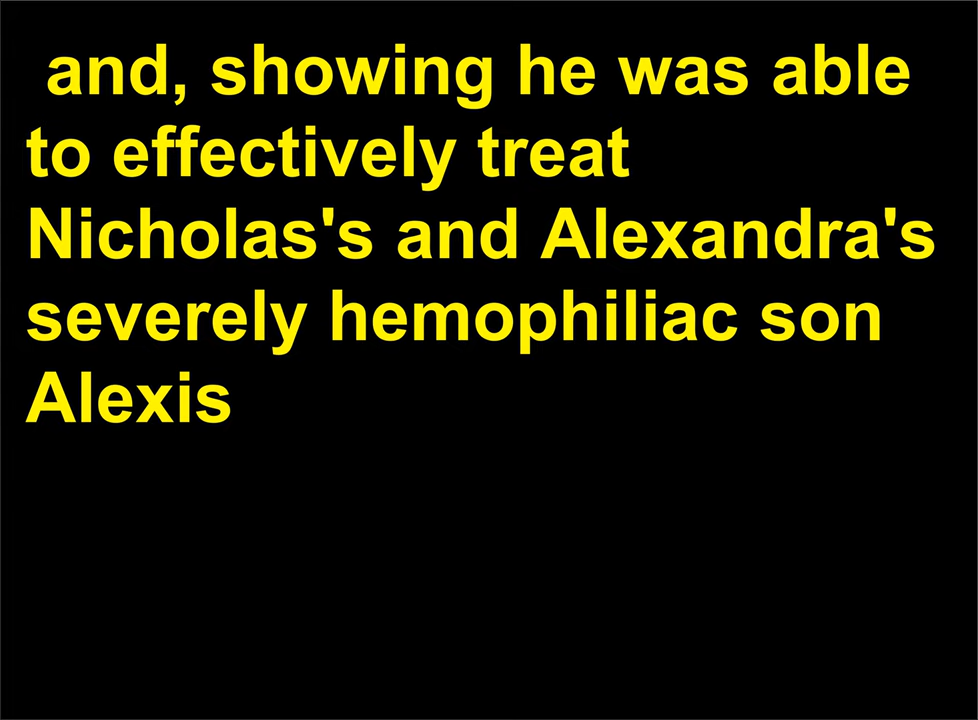 and, showing he was able
to effectively treat
Nicholas's and Alexandra's
severely hemophiliac son
Alexis